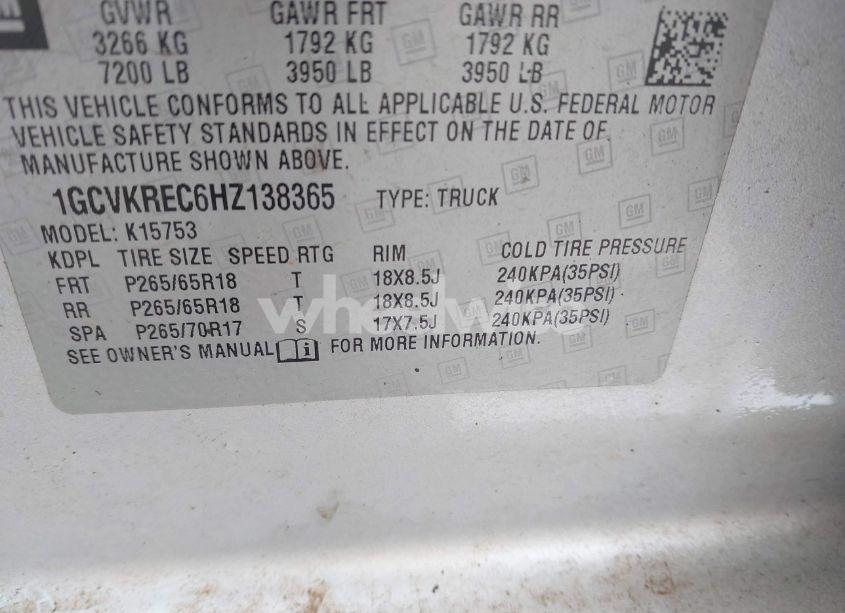 GVWR GAWR FRT GAWR RR
3266 KG 1792 KG 1792 KG
7200 LB 3950 LB 3950 LB
THIS VEHICLE CONFORMS TO ALL APPLICABLE U.S. FEDERAL MOTOR
VEHICLE SAFETY STANDARDS IN EFFECT ON THE DATE OF
MANUFACTURE SHOWN ABOVE.
1GCVKREC6HZ138365 TYPE: TRUCK
MODEL: K15753
KDPL TIRE SIZE SPEED RTG RIM COLD TIRE PRESSURE
FRT P265/65R18 T 18X8.5J 240KPA(35PSI)
RR P265/65R18 T 18X8.5J 240KPA(35PSI)
SPA P265/70R17 S 17X7.5J 240KPA(35PSI)
SEE OWNER'S MANUAL i FOR MORE INFORMATION.
GM